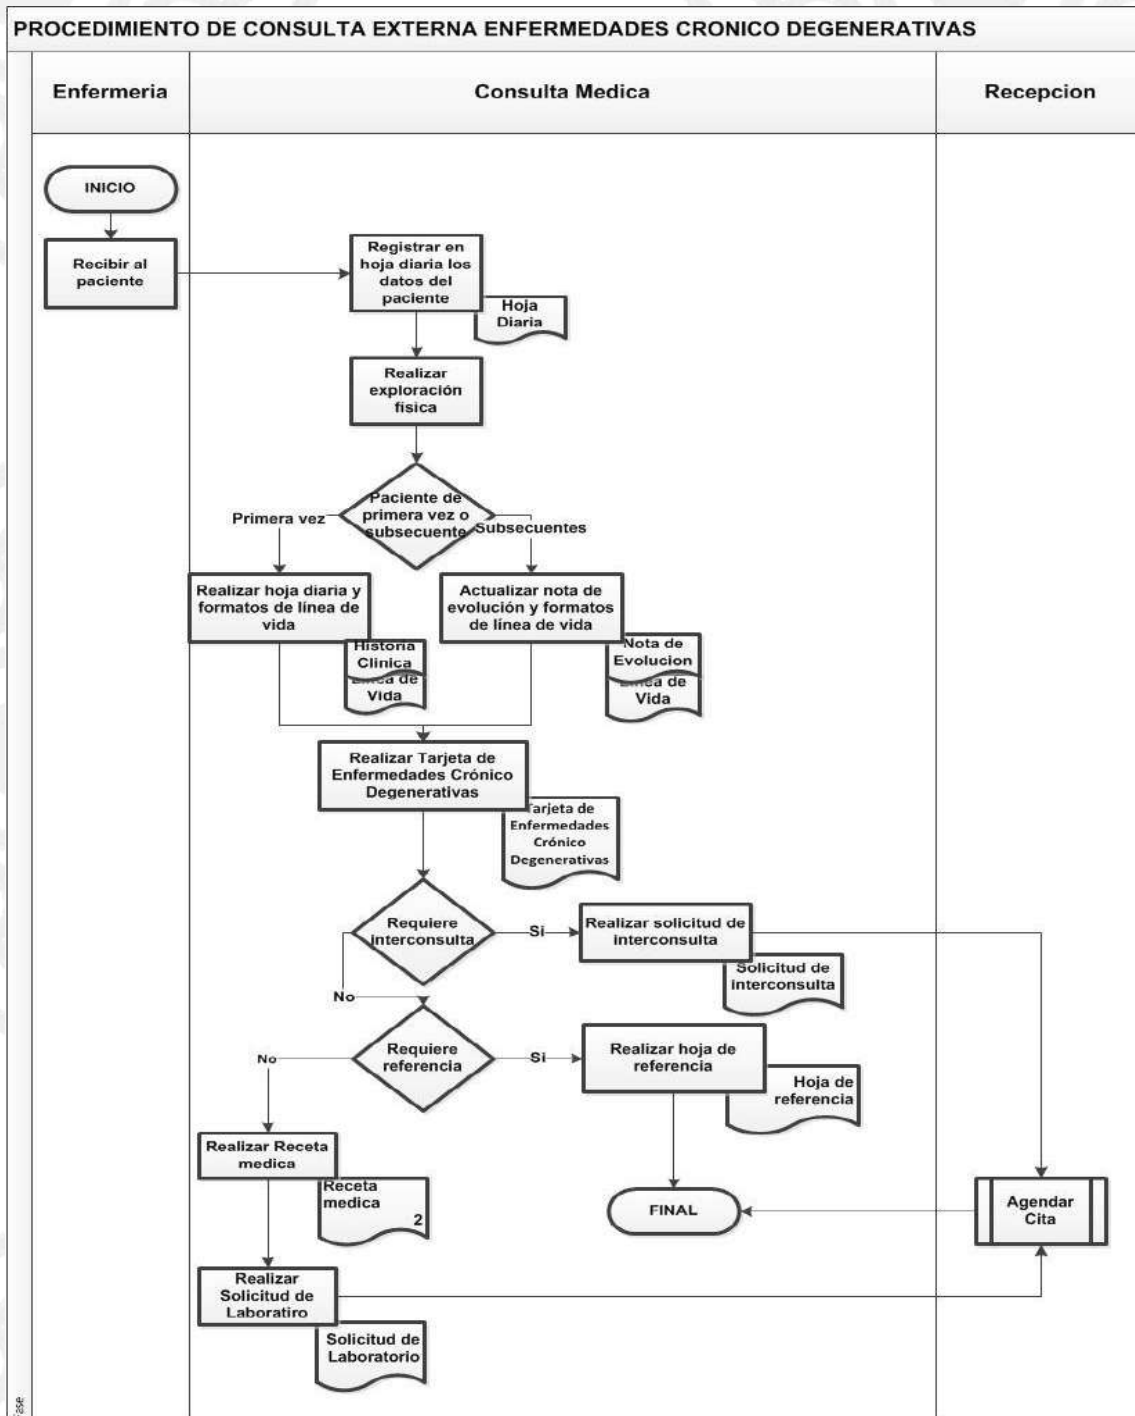 PROCEDIMIENTO DE CONSULTA EXTERNA ENFERMEDADES CRONICO DEGENERATIVAS
Enfermeria
Consulta Medica
Recepcion
INICIO
Recibir al
paciente
Registrar en
hoja diaria los
datos del
paciente
Hoja
Diaria
Realizar
exploración
física
Paciente de
primera vez o
subsecuente
Primera vez
Subsecuentes
Realizar hoja diaria y
formatos de línea de
vida
Historia
Clinica
Linea de
Vida
Actualizar nota de
evolución y formatos
de línea de vida
Nota de
Evolucion
Linea de
Vida
Realizar Tarjeta de
Enfermedades Crónico
Degenerativas
Tarjeta de
Enfermedades
Crónico
Degenerativas
Requiere
interconsulta
Si
Realizar solicitud de
interconsulta
Solicitud de
interconsulta
No
Requiere
referencia
Si
Realizar hoja de
referencia
Hoja de
referencia
No
Realizar Receta
medica
Receta
medica
2
FINAL
Agendar
Cita
Realizar
Solicitud de
Laboratiro
Solicitud de
Laboratorio
Fase